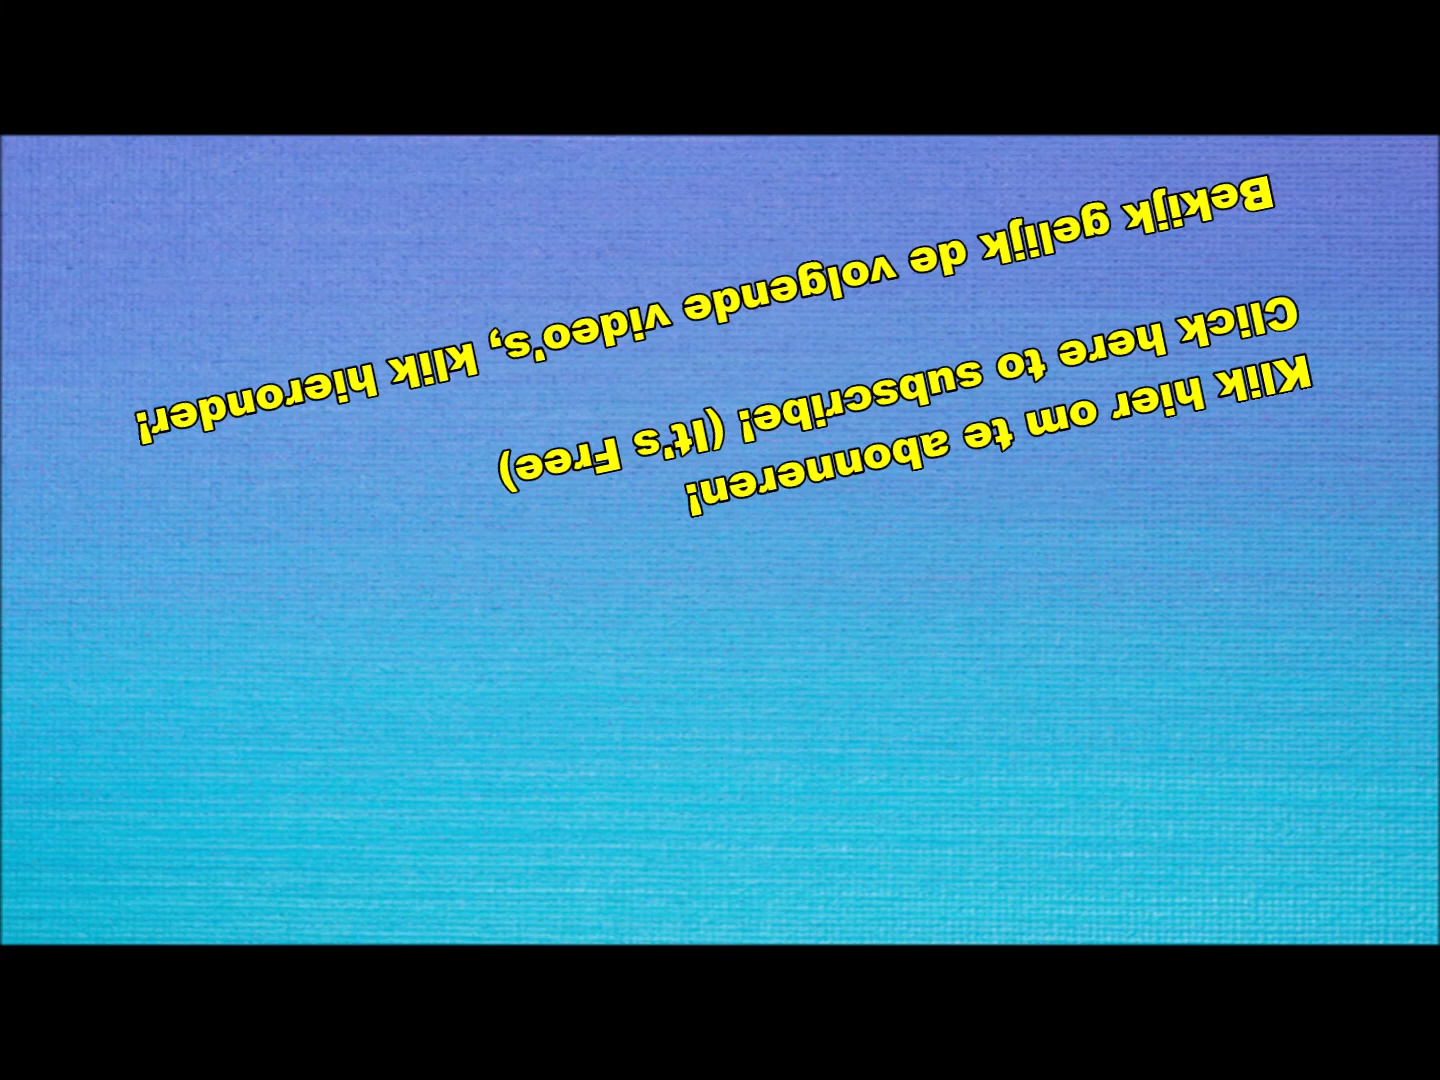 Klik hier om te abonneren!
Click here to subscribe! (It's Free)
Bekijk gelijk de volgende video's, klik hieronder!